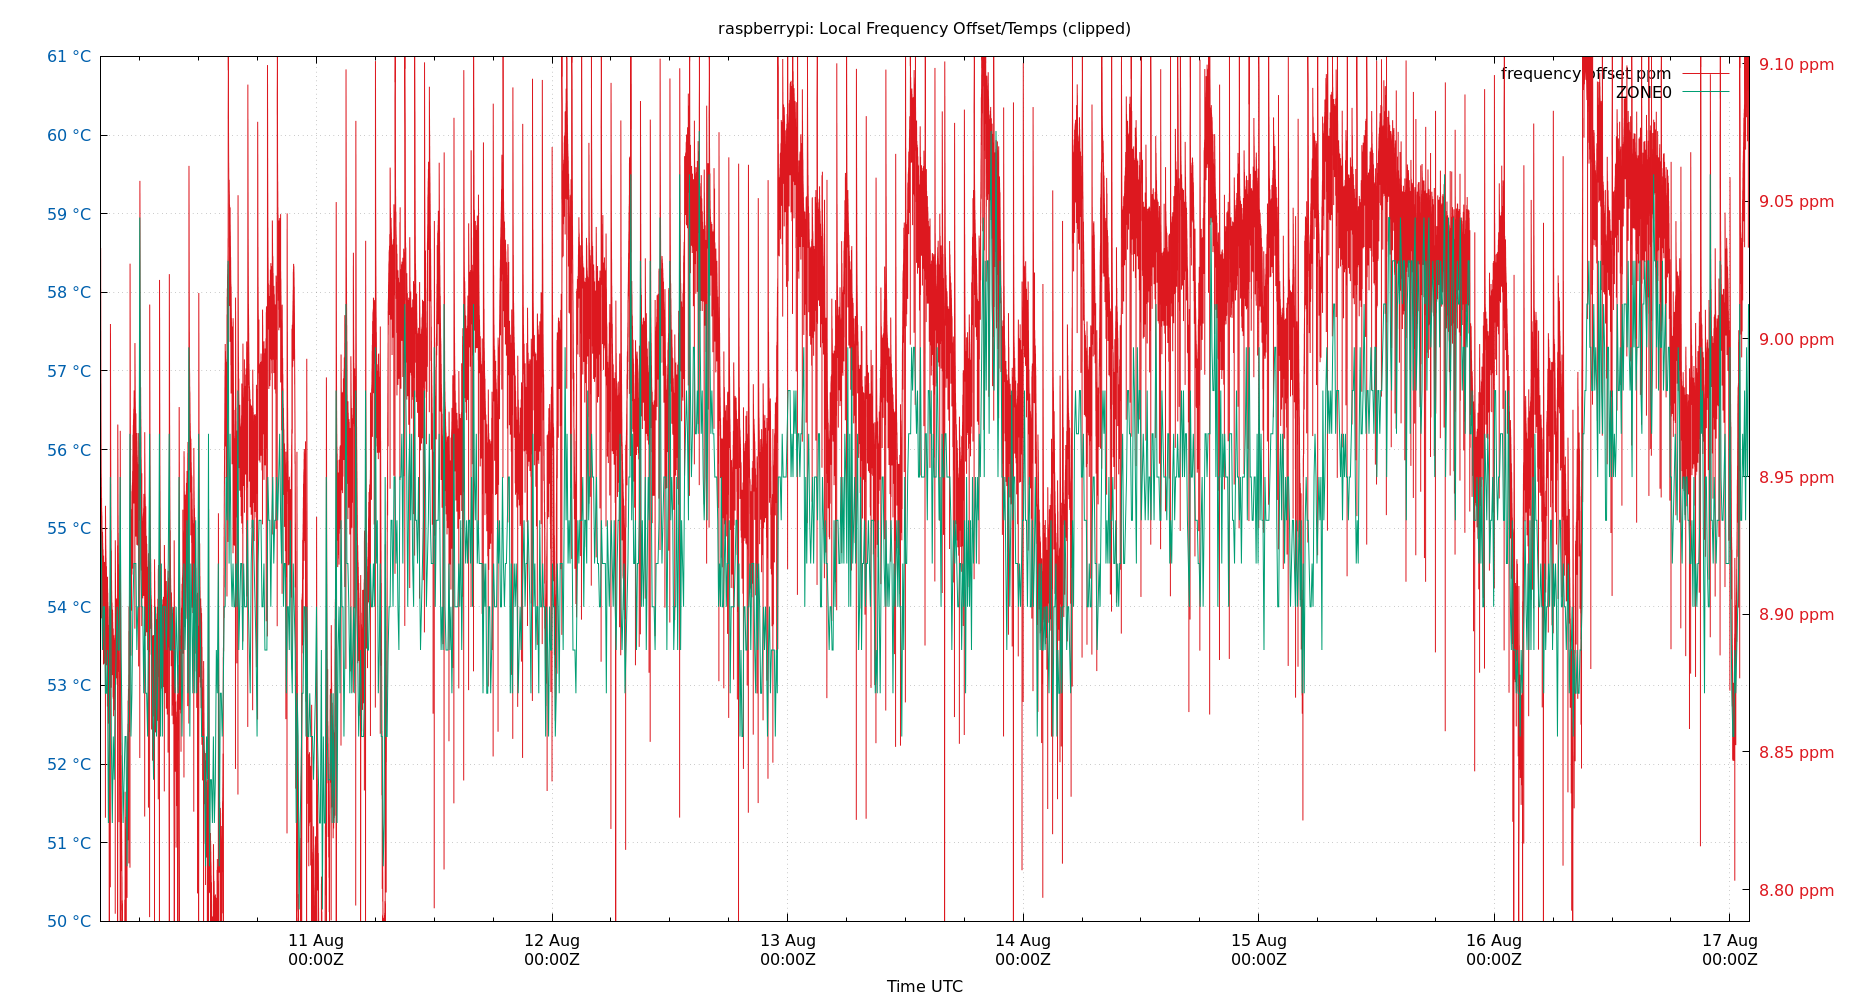 raspberrypi: Local Frequency Offset/Temps (clipped)
61 °C
60 °C
59 °C
58 °C
57 °C
56 °C
55 °C
54 °C
53 °C
52 °C
51 °C
50 °C
frequency offset ppm
ZONE0
9.10 ppm
9.05 ppm
9.00 ppm
8.95 ppm
8.90 ppm
8.85 ppm
8.80 ppm
11 Aug
00:00Z
12 Aug
00:00Z
13 Aug
00:00Z
14 Aug
00:00Z
15 Aug
00:00Z
16 Aug
00:00Z
17 Aug
00:00Z
Time UTC